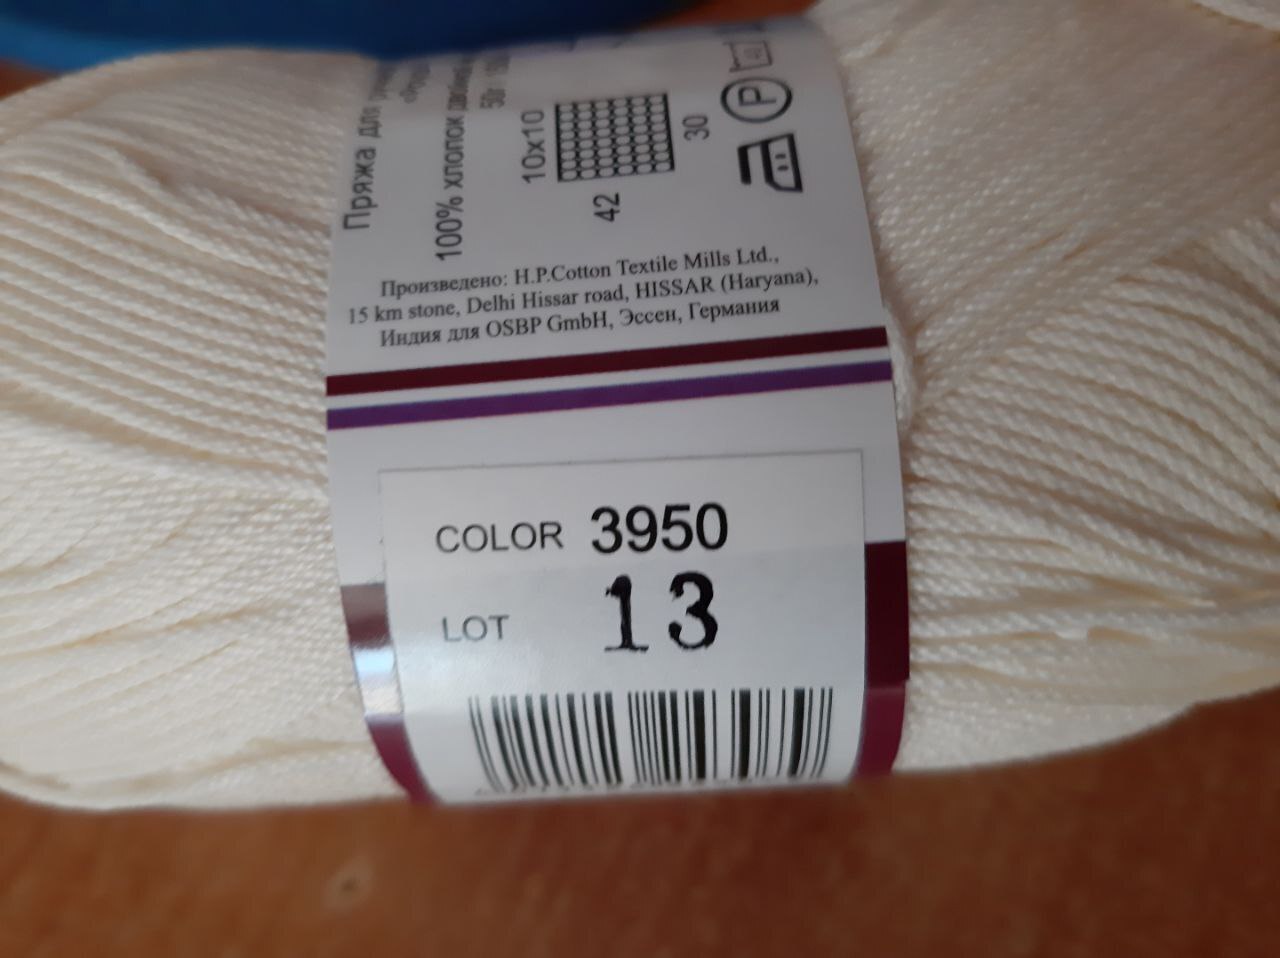 Пряжа для
100% хлопок
10x10
42
30
P
Произведено: H.P.Cotton Textile Mills Ltd.,
15 km stone, Delhi Hissar road, HISSAR (Haryana),
Индия для OSBP GmbH, Эссен, Германия
COLOR 3950
LOT 13